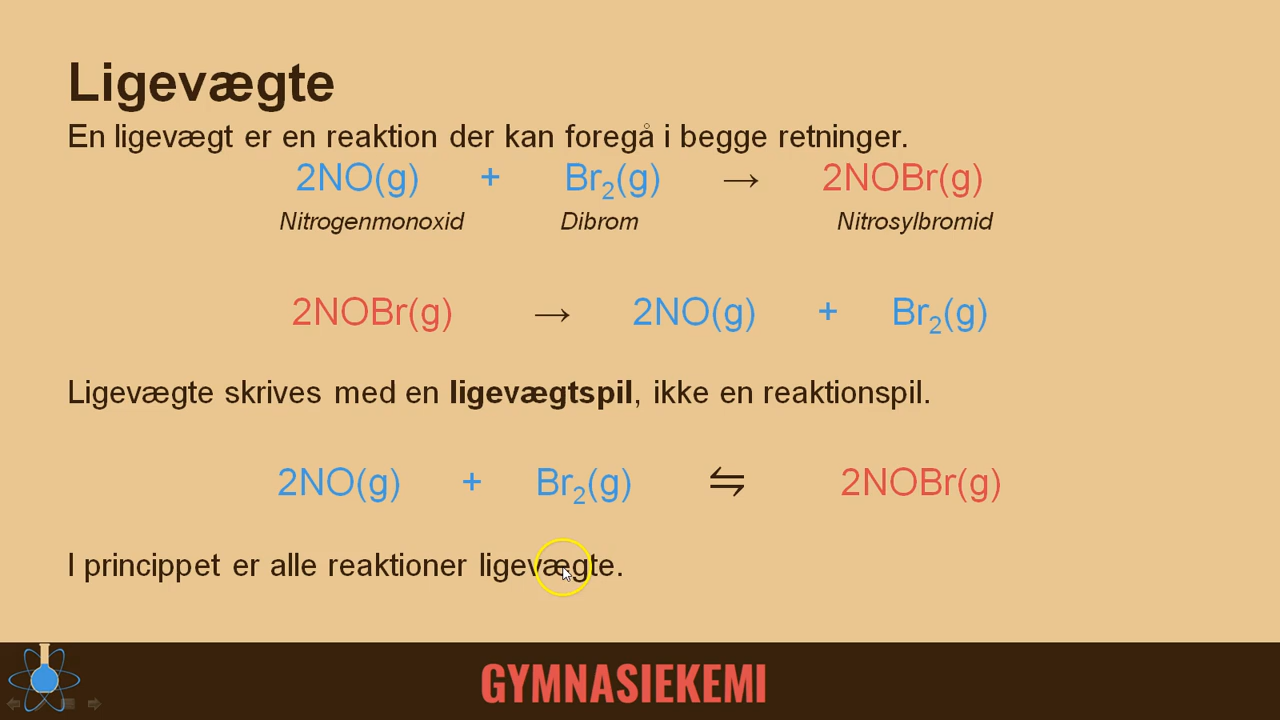 Ligevægte
En ligevægt er en reaktion der kan foregå i begge retninger.
2NO(g) + Br₂(g) → 2NOBr(g)
Nitrogenmonoxid Dibrom Nitrosylbromid
2NOBr(g) → 2NO(g) + Br₂(g)
Ligevægte skrives med en ligevægtspil, ikke en reaktionspil.
2NO(g) + Br₂(g) ⇋ 2NOBr(g)
I princippet er alle reaktioner ligevægte.
GYMNASIEKEMI